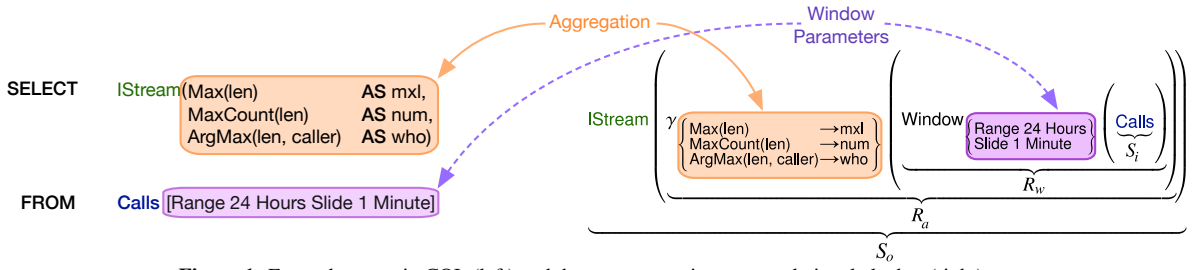 Aggregation
Window
Parameters
SELECT IStream(Max(len) AS mxl,
MaxCount(len) AS num,
ArgMax(len, caller) AS who)
FROM Calls [Range 24 Hours Slide 1 Minute]
IStream ( γ { Max(len) →mxl
MaxCount(len) →num
ArgMax(len, caller)→who } ( Window { Range 24 Hours
Slide 1 Minute } ( Calls ) ) )
S_i
R_w
R_a
S_o